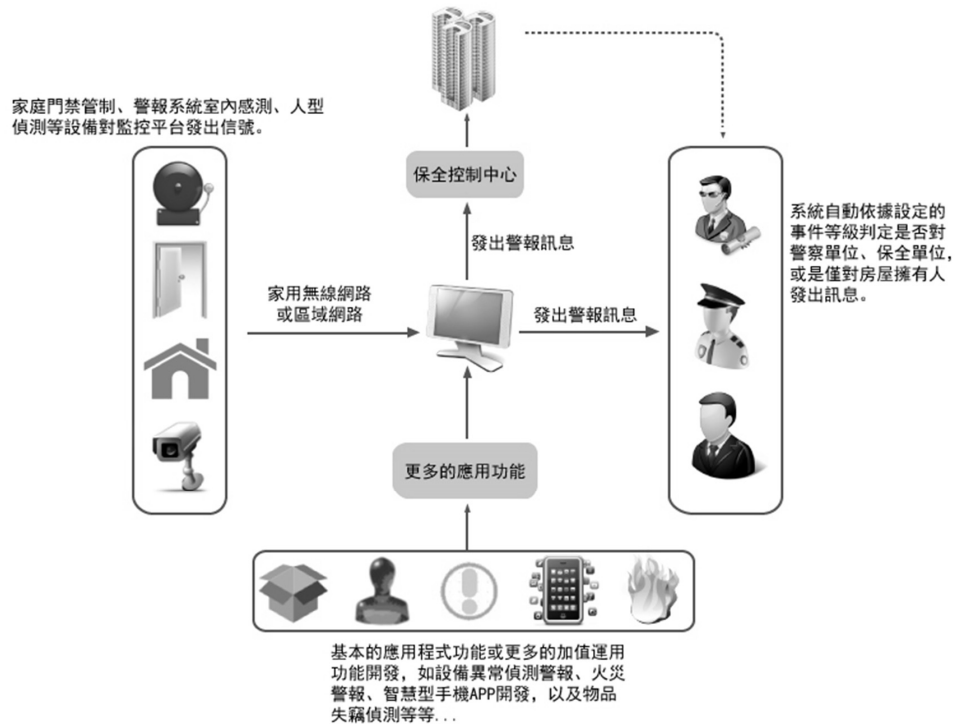 家庭門禁管制、警報系統室內感測、人型
偵測等設備對監控平台發出信號。
保全控制中心
發出警報訊息
系統自動依據設定的
事件等級判定是否對
警察單位、保全單位,
或是僅對房屋擁有人
發出訊息。
家用無線網路
或區域網路
發出警報訊息
更多的應用功能
基本的應用程式功能或更多的加值運用
功能開發, 如設備異常偵測警報、火災
警報、智慧型手機APP開發, 以及物品
失竊偵測等等...